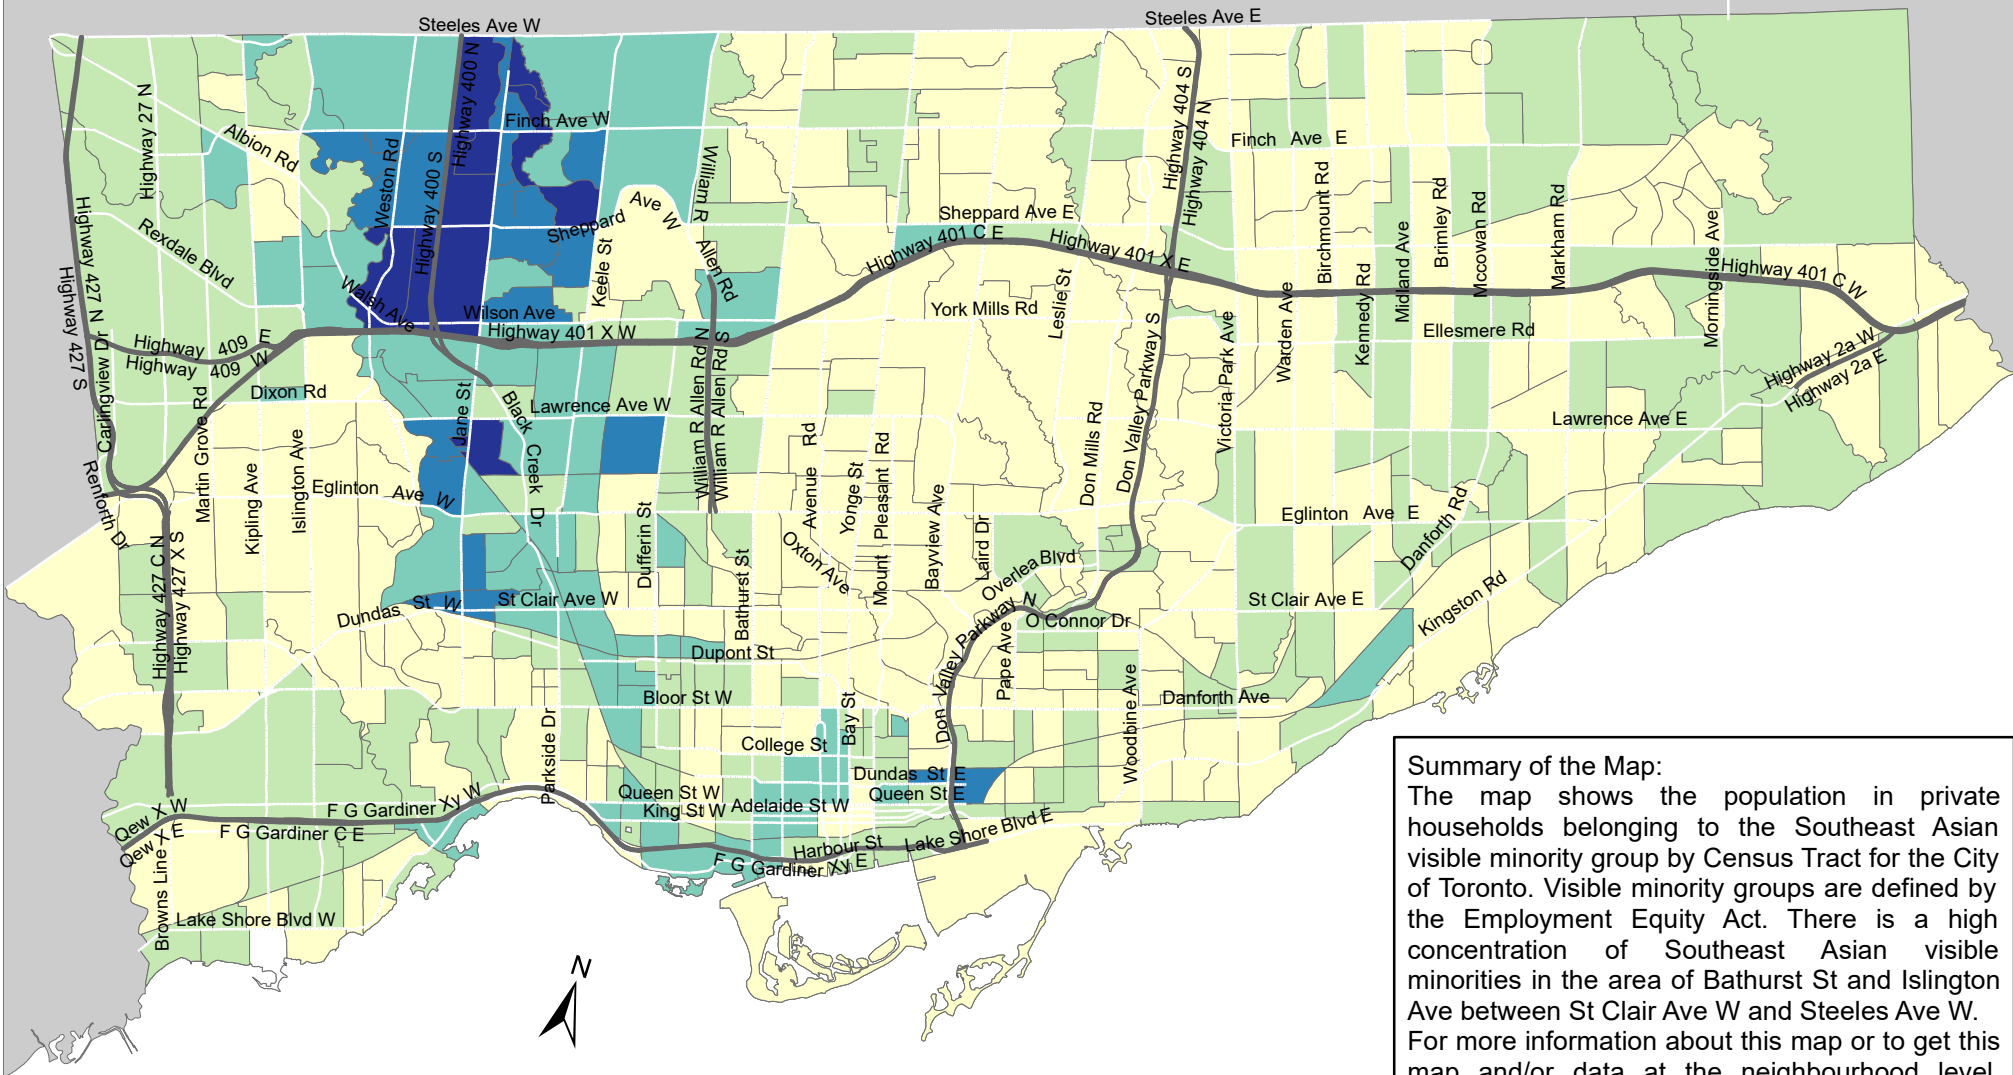 Steeles Ave W
Steeles Ave E
Highway 27 N
Albion Rd
Weston Rd
Highway 400 N
Highway 400 S
Finch Ave W
William R Allen Rd
Highway 404 S
Highway 404 N
Finch Ave E
Birchmount Rd
Midland Ave
Brimley Rd
Mccowan Rd
Markham Rd
Morningside Ave
Highway 427 N
Highway 427 S
Rexdale Blvd
Sheppard Ave W
Keele St
Sheppard Ave E
Highway 401 C E
Highway 401 X E
Highway 401 C W
Walsh Ave
Wilson Ave
Highway 401 X W
York Mills Rd
Leslie St
Ellesmere Rd
Kennedy Rd
Warden Ave
Victoria Park Ave
Highway 409 E
Highway 409 W
Carlingview Dr
Dixon Rd
Martin Grove Rd
Jane St
Black Creek Dr
Lawrence Ave W
William R Allen Rd N
William R Allen Rd S
Don Valley Parkway S
Highway 2a W
Highway 2a E
Lawrence Ave E
Renforth Dr
Kipling Ave
Islington Ave
Eglinton Ave W
Dufferin St
Avenue Rd
Yonge St
Mount Pleasant Rd
Bayview Ave
Laird Dr
Don Mills Rd
Eglinton Ave E
Danforth Rd
Highway 427 C N
Highway 427 X S
Oxton Ave
Overlea Blvd
Bathurst St
Dundas St W
St Clair Ave W
St Clair Ave E
Kingston Rd
Don Valley Parkway N
O Connor Dr
Pape Ave
Dupont St
Bloor St W
Woodbine Ave
Danforth Ave
Parkside Dr
Bay St
College St
Dundas St E
Queen St W
Queen St E
King St W
Adelaide St W
Qew X W
Qew X E
F G Gardiner Xy W
F G Gardiner C E
Harbour St
Lake Shore Blvd E
F G Gardiner Xy E
Browns Line
Lake Shore Blvd W
N
Summary of the Map:
The map shows the population in private
households belonging to the Southeast Asian
visible minority group by Census Tract for the City
of Toronto. Visible minority groups are defined by
the Employment Equity Act. There is a high
concentration of Southeast Asian visible
minorities in the area of Bathurst St and Islington
Ave between St Clair Ave W and Steeles Ave W.
For more information about this map or to get this
map and/or data at the neighbourhood level,